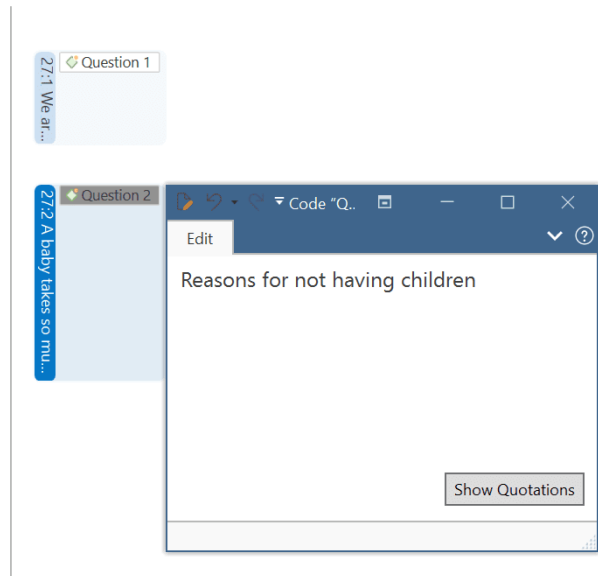 27:1 We ar...
Question 1
27:2 A baby takes so mu...
Question 2
Code "Q..
Edit
Reasons for not having children
Show Quotations